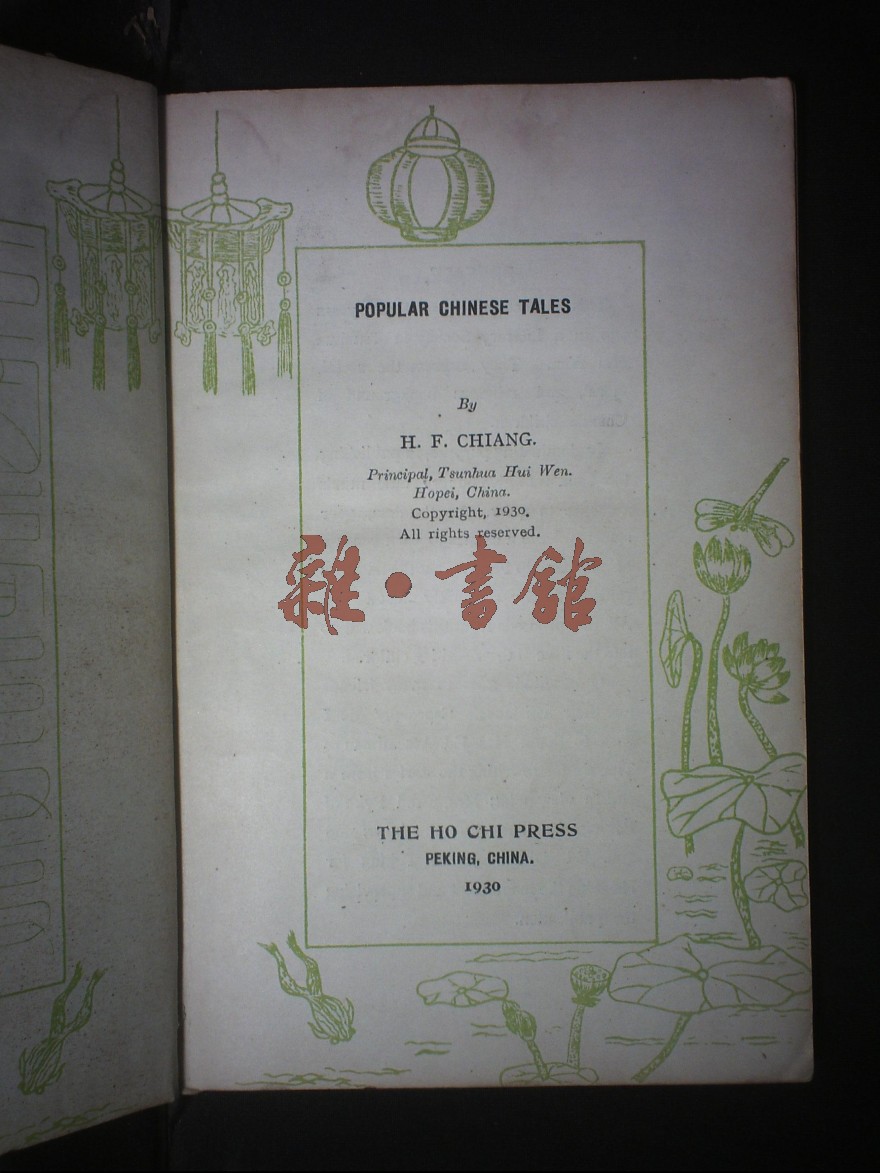 POPULAR CHINESE TALES
By
H. F. CHIANG.
Principal, Tsunhua Hui Wen.
Hopei, China.
Copyright, 1930.
All rights reserved.
雜·書館
THE HO CHI PRESS
PEKING, CHINA.
1930